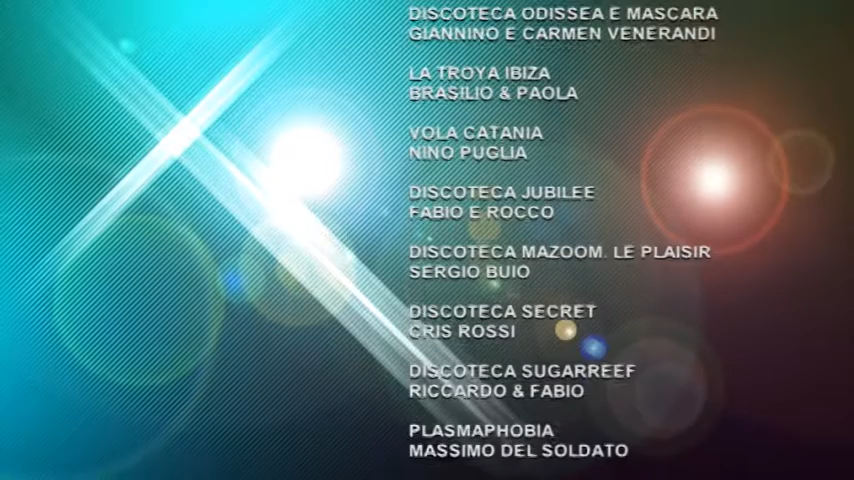 DISCOTECA ODISSEA E MASCARA
GIANNINO E CARMEN VENERANDI
LA TROYA IBIZA
BRASILIO & PAOLA
VOLA CATANIA
NINO PUGLIA
DISCOTECA JUBILEE
FABIO E ROCCO
DISCOTECA MAZOOM. LE PLAISIR
SERGIO BUIO
DISCOTECA SECRET
CRIS ROSSI
DISCOTECA SUGARREEF
RICCARDO & FABIO
PLASMAPHOBIA
MASSIMO DEL SOLDATO